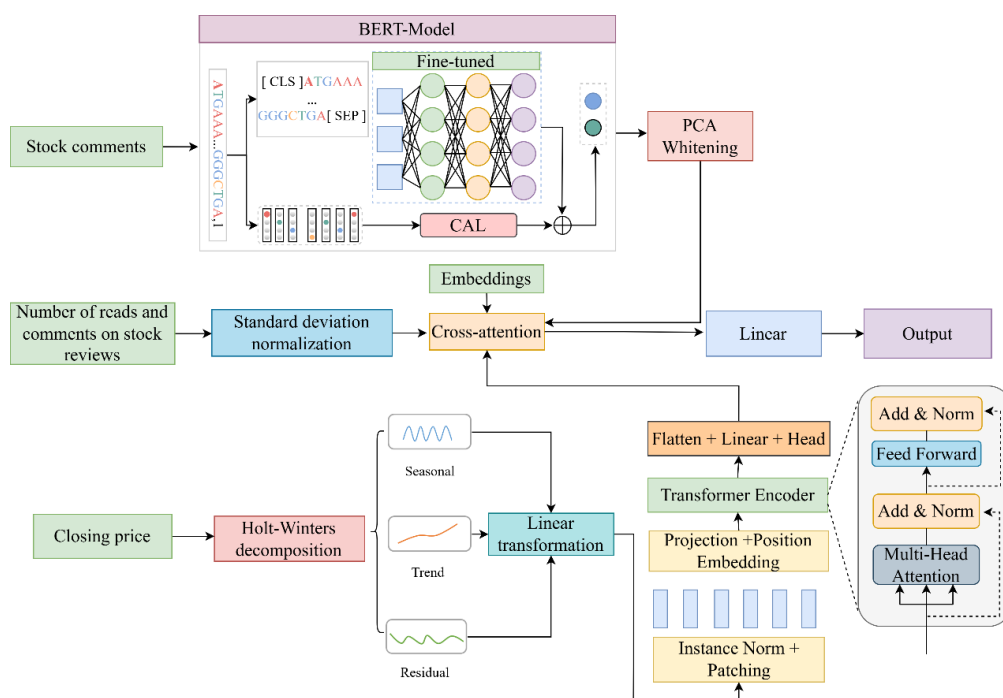 BERT-Model
Fine-tuned
[ CLS ]ATGAAA
...
GGGCTGA[ SEP ]
ATGAAA...GGGCTGA,1
Stock comments
PCA
Whitening
CAL
Embeddings
Number of reads and
comments on stock
reviews
Standard deviation
normalization
Cross-attention
Linear
Output
Add & Norm
Feed Forward
Add & Norm
Multi-Head
Attention
Flatten + Linear + Head
Transformer Encoder
Projection +Position
Embedding
Instance Norm +
Patching
Seasonal
Closing price
Holt-Winters
decomposition
Linear
transformation
Trend
Residual